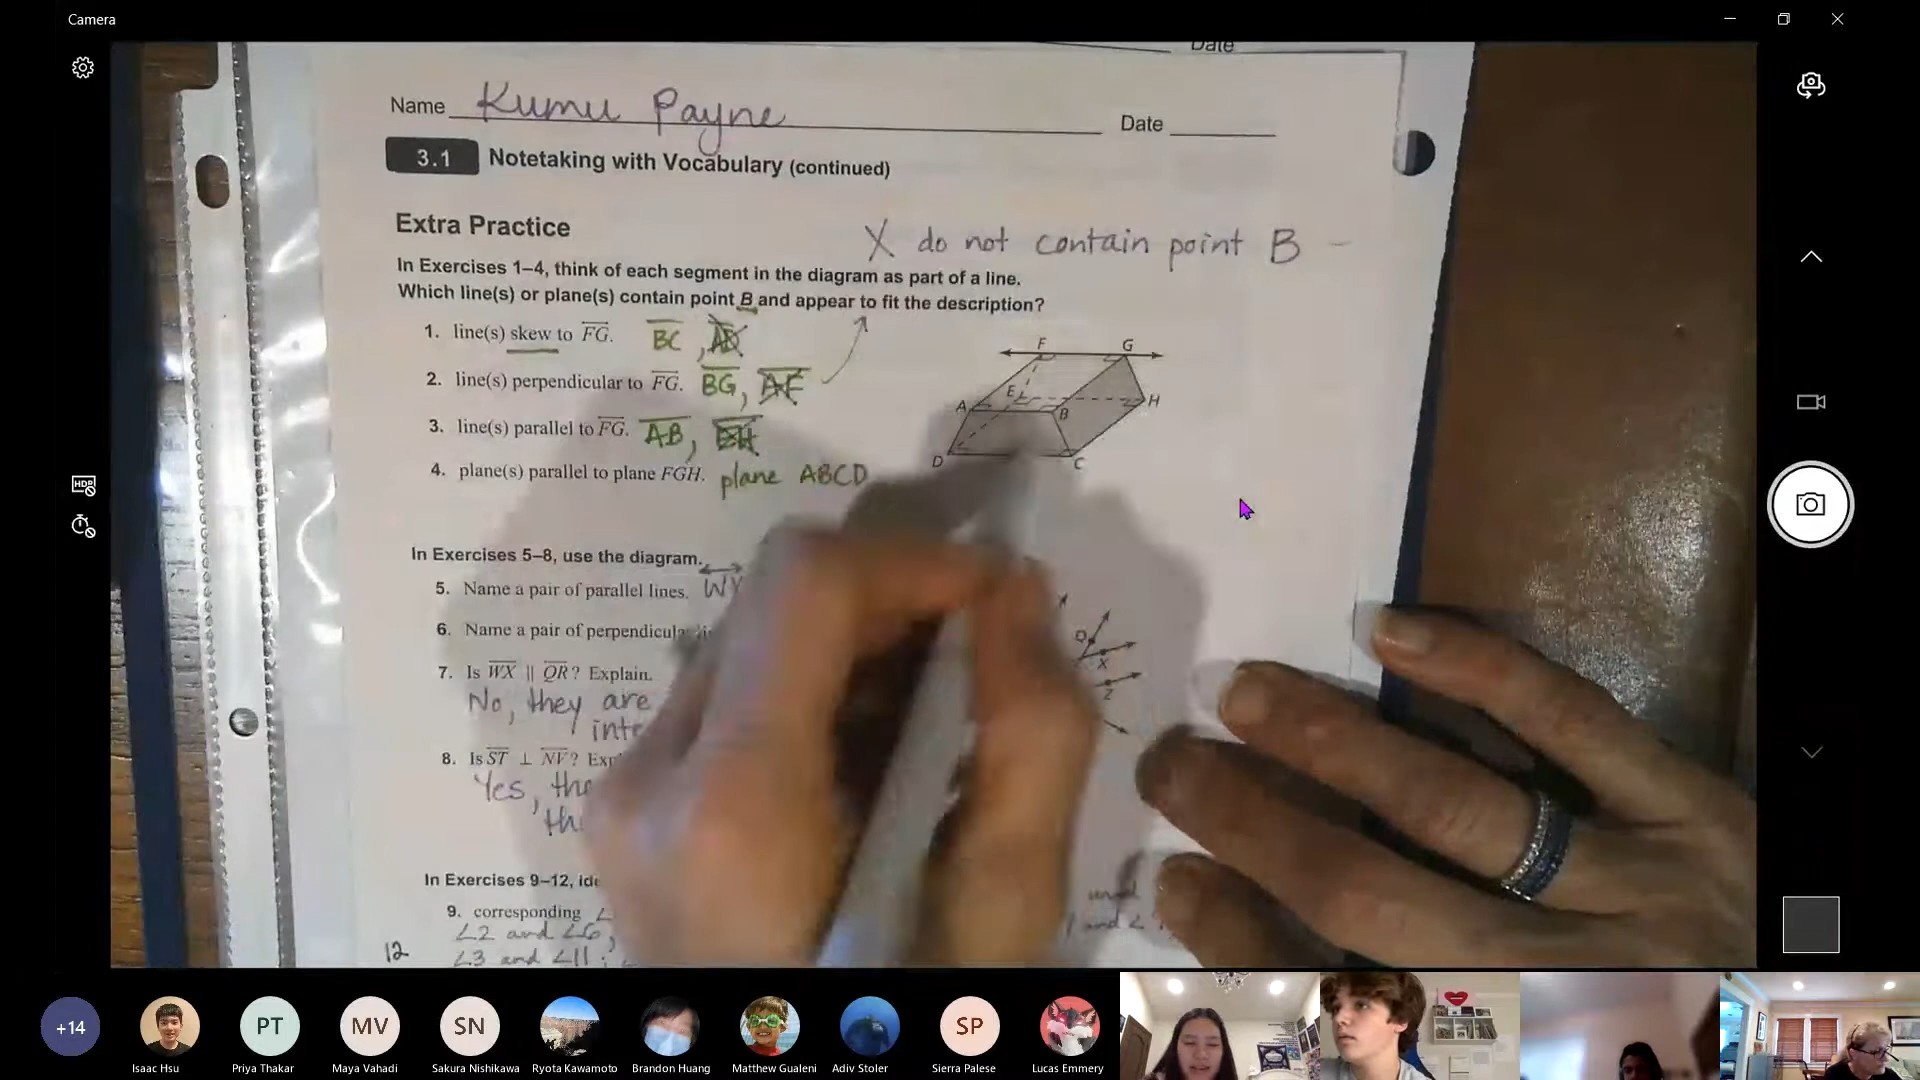 Camera
Date
Name Kumu Payne Date
3.1 Notetaking with Vocabulary (continued)
Extra Practice
X do not contain point B -
In Exercises 1–4, think of each segment in the diagram as part of a line.
Which line(s) or plane(s) contain point B and appear to fit the description?
1. line(s) skew to FG. BC,
2. line(s) perpendicular to FG. BG, AF
3. line(s) parallel to FG. AB, EH
4. plane(s) parallel to plane FGH. plane ABCD
F G
E
A B H
D C
In Exercises 5–8, use the diagram.
5. Name a pair of parallel lines. WX
6. Name a pair of
Q
X
Z
7. Is WX || QR? Explain.
No, they are
8. Is ST ⊥ NV?
Yes,
In Exercises 9–12,
9. corresponding
∠2 and ∠6,
12 ∠3 and ∠11;
+14
PT MV SN SP
Isaac Hsu Priya Thakar Maya Vahadi Sakura Nishikawa Ryota Kawamoto Brandon Huang Matthew Gualeni Adiv Stoler Sierra Palese Lucas Emmery